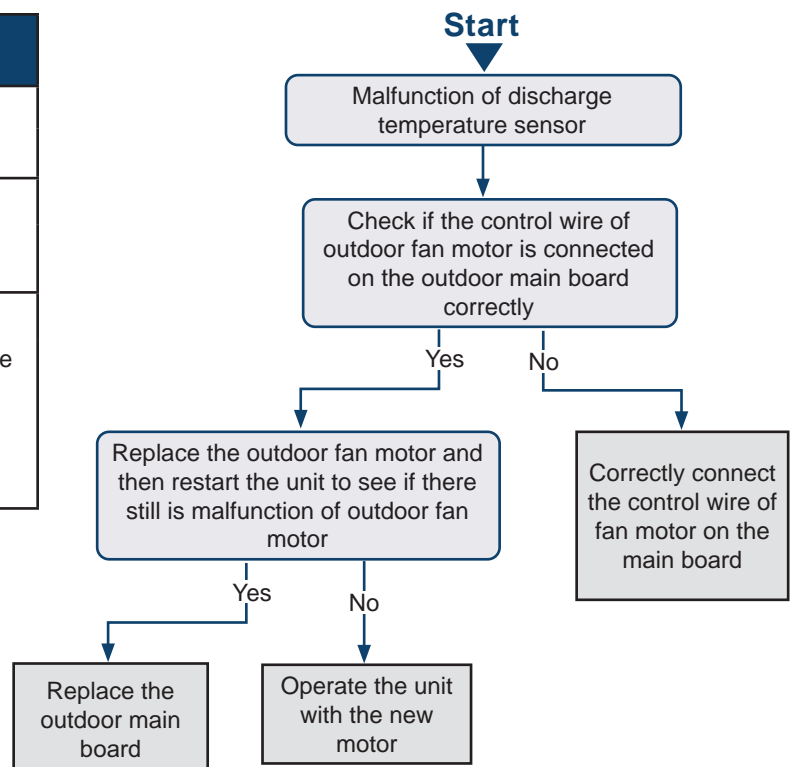 Start
Malfunction of discharge
temperature sensor
Check if the control wire of
outdoor fan motor is connected
on the outdoor main board
correctly
Yes
No
Replace the outdoor fan motor and
then restart the unit to see if there
still is malfunction of outdoor fan
motor
Correctly connect
the control wire of
fan motor on the
main board
Yes
No
Replace the
outdoor main
board
Operate the unit
with the new
motor